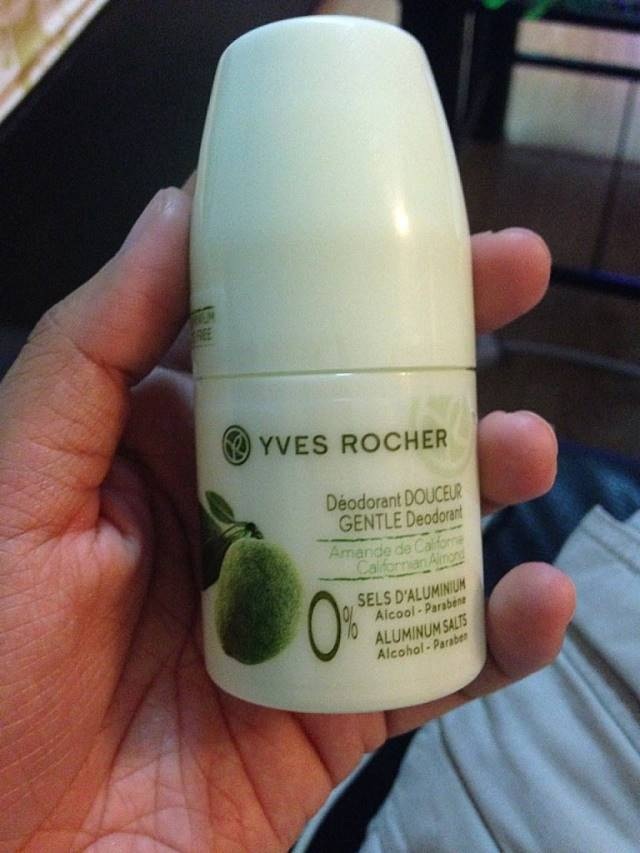 FREE
YVES ROCHER
Déodorant DOUCEUR
GENTLE Deodorant
Amande de Californie
Californian Almond
0%
SELS D'ALUMINIUM
Alcool - Parabène
ALUMINUM SALTS
Alcohol - Paraben